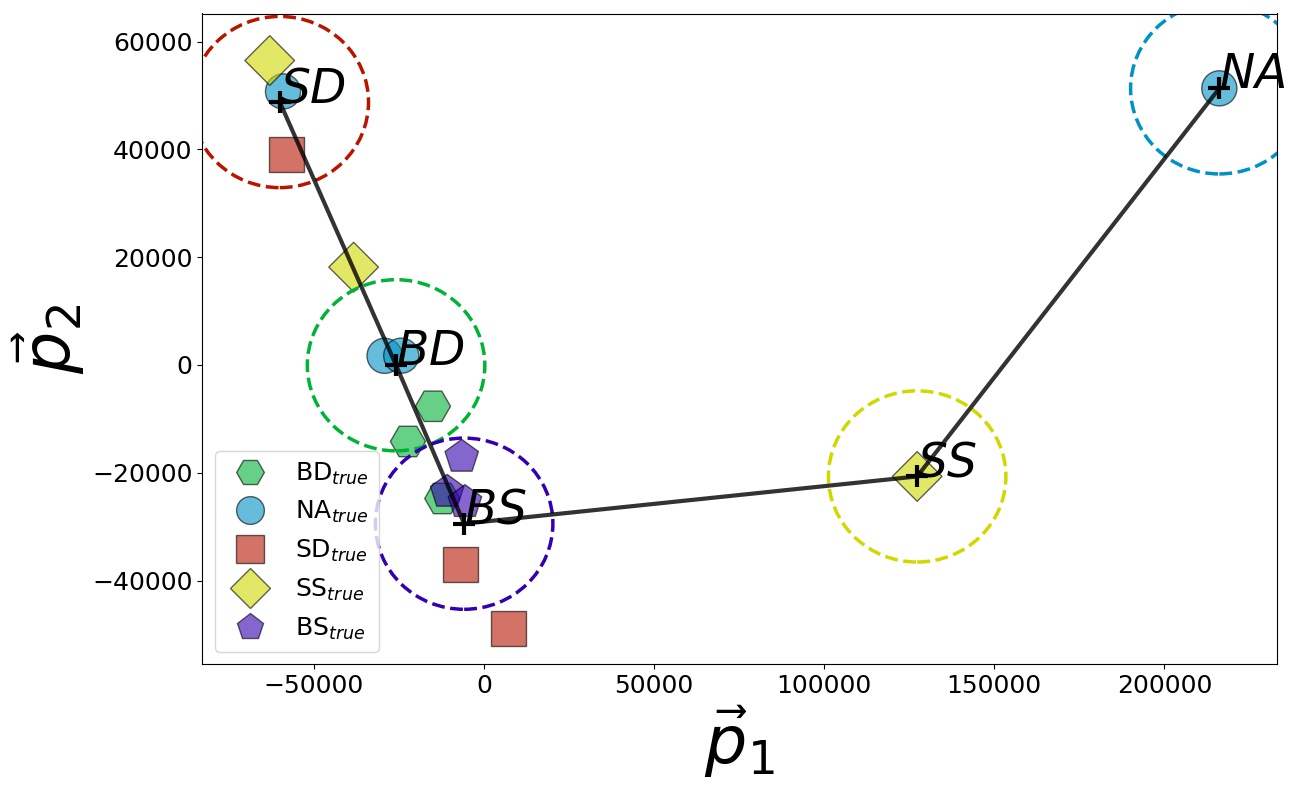 60000
40000
20000
0
−20000
−40000
−50000
0
50000
100000
150000
200000
p⃗₂
p⃗₁
SD
NA
BD
SS
BS
BD_true
NA_true
SD_true
SS_true
BS_true